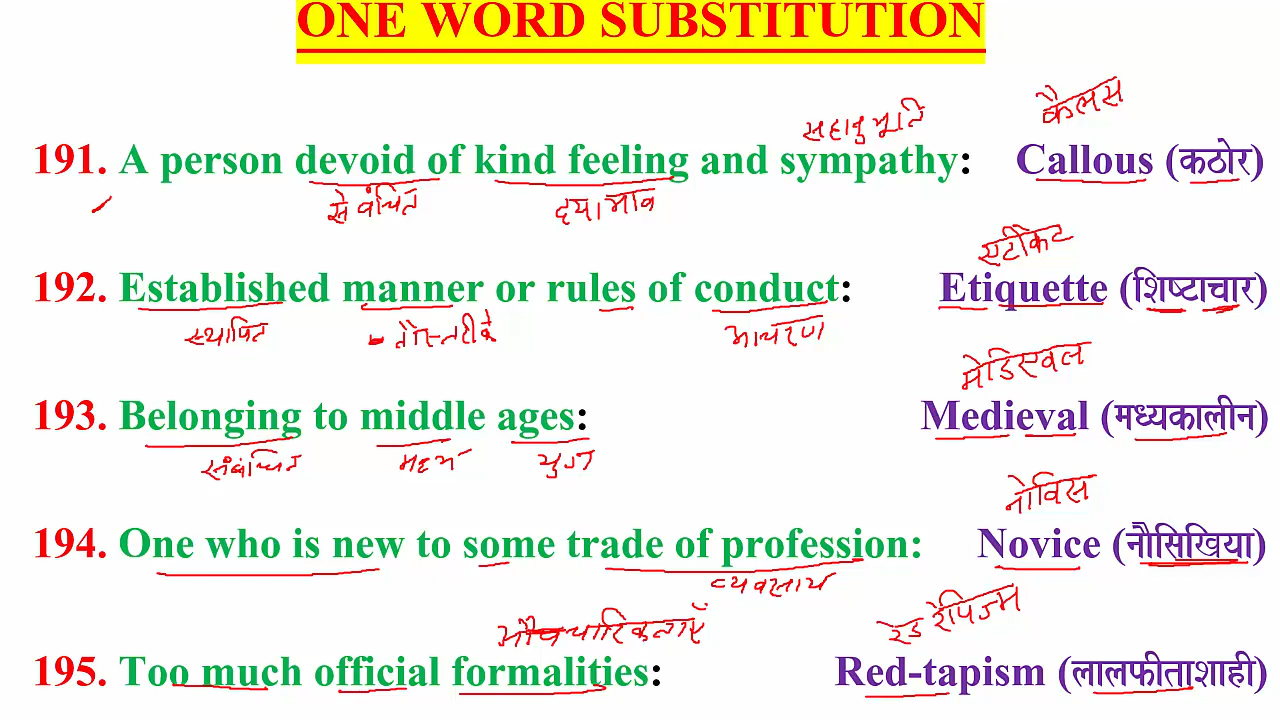 ONE WORD SUBSTITUTION
सहानुभूति कैलस
191. A person devoid of kind feeling and sympathy: Callous (कठोर)
से वंचित दयाभाव
एटीकेट
192. Established manner or rules of conduct: Etiquette (शिष्टाचार)
स्थापित तौर-तरीके आचरण
मेडिएवल
193. Belonging to middle ages: Medieval (मध्यकालीन)
संबंधित मध्य युग
नोविस
194. One who is new to some trade of profession: Novice (नौसिखिया)
व्यवसाय
औपचारिकताएँ रेड टेपिज्म
195. Too much official formalities: Red-tapism (लालफीताशाही)